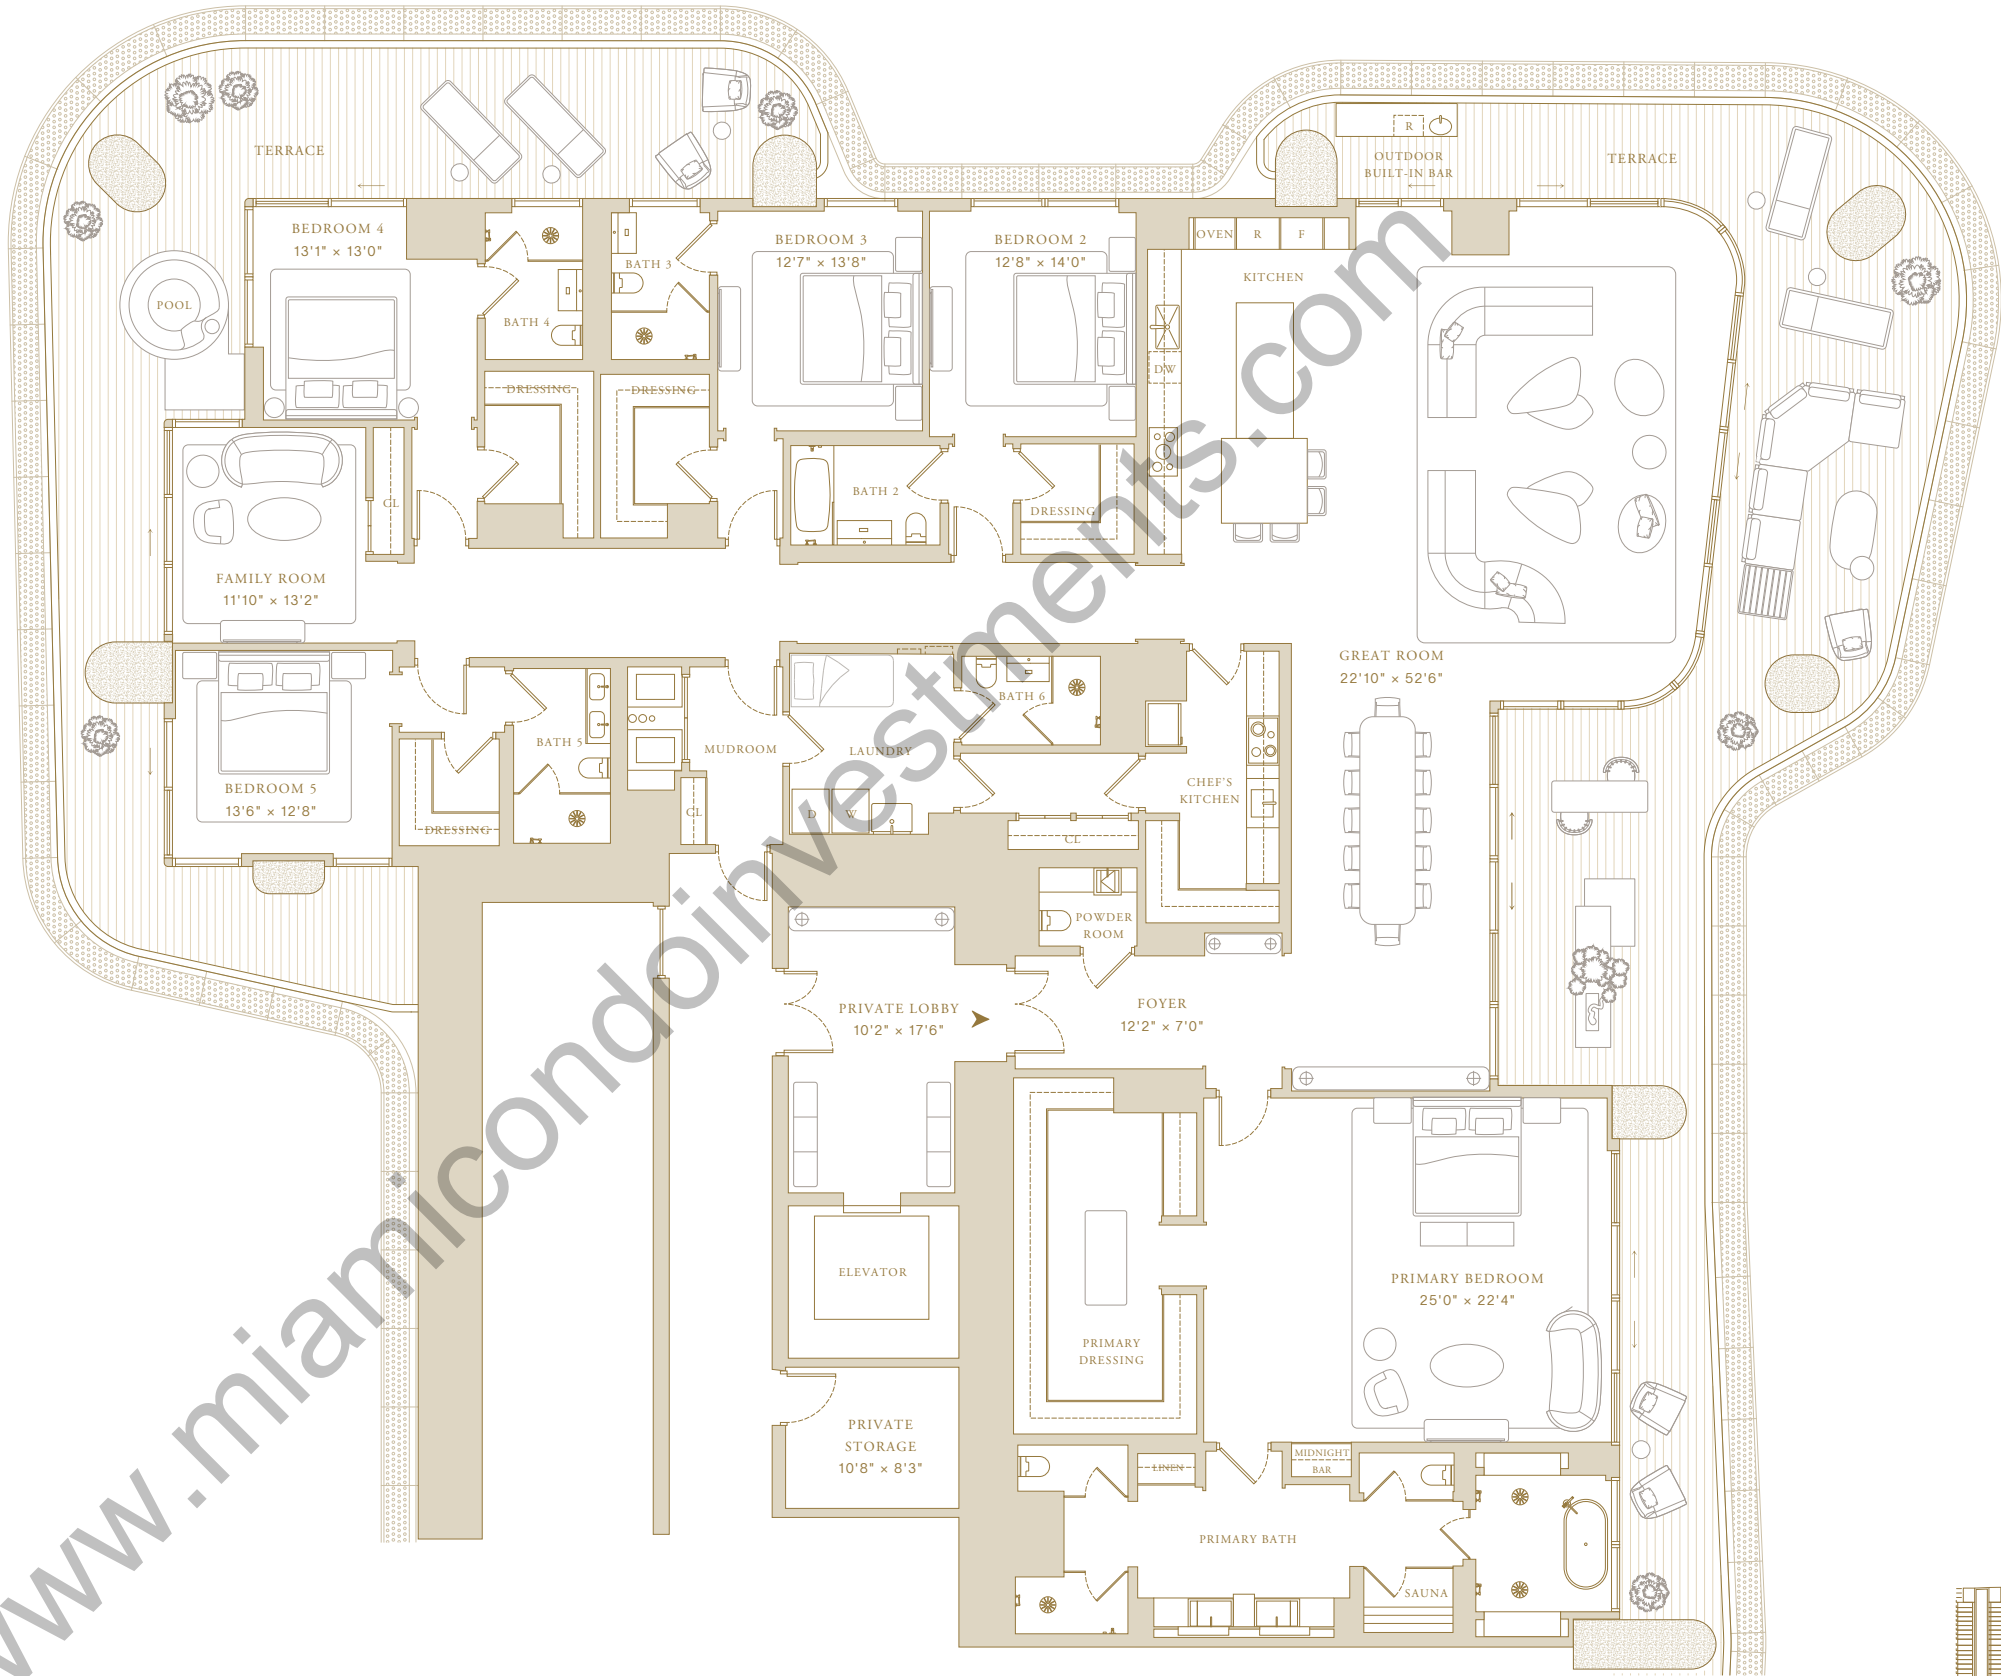 TERRACE
R
OUTDOOR
BUILT-IN BAR
TERRACE
BEDROOM 4
13'1" × 13'0"
BATH 3
BEDROOM 3
12'7" × 13'8"
BEDROOM 2
12'8" × 14'0"
OVEN
R
F
KITCHEN
POOL
BATH 4
DW
DRESSING
DRESSING
CL
BATH 2
DRESSING
FAMILY ROOM
11'10" × 13'2"
GREAT ROOM
22'10" × 52'6"
BATH 6
BATH 5
MUDROOM
LAUNDRY
BEDROOM 5
13'6" × 12'8"
CHEF'S
KITCHEN
CL
D
W
DRESSING
CL
POWDER
ROOM
PRIVATE LOBBY
10'2" × 17'6"
FOYER
12'2" × 7'0"
ELEVATOR
PRIMARY BEDROOM
25'0" × 22'4"
PRIMARY
DRESSING
PRIVATE
STORAGE
10'8" × 8'3"
LINEN
MIDNIGHT
BAR
PRIMARY BATH
SAUNA
www.miamicondoinvestments.com